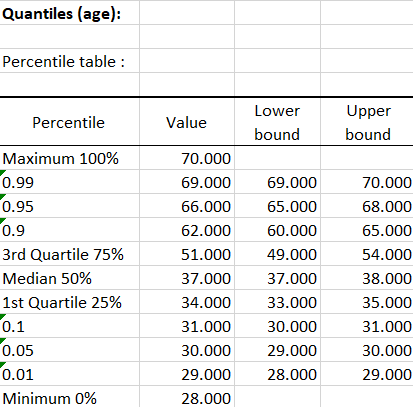 Quantiles (age):
Percentile table :
Percentile Value Lower bound Upper bound
Maximum 100% 70.000
0.99 69.000 69.000 70.000
0.95 66.000 65.000 68.000
0.9 62.000 60.000 65.000
3rd Quartile 75% 51.000 49.000 54.000
Median 50% 37.000 37.000 38.000
1st Quartile 25% 34.000 33.000 35.000
0.1 31.000 30.000 31.000
0.05 30.000 29.000 30.000
0.01 29.000 28.000 29.000
Minimum 0% 28.000